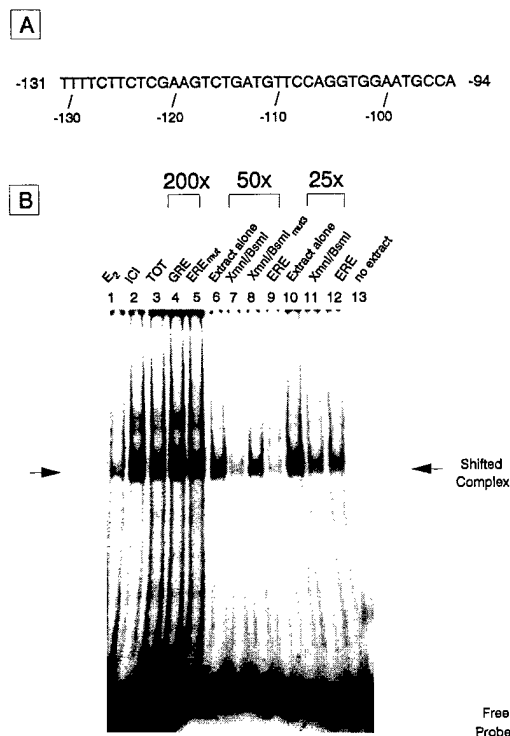 A
-131 TTTTCTTCTCGAAGTCTGATGTTCCAGGTGGAATGCCA -94
-130 -120 -110 -100
B
200x 50x 25x
E2 ICI TOT GRE EREmut Extract alone XmnI/BsmI XmnI/BsmImut3 ERE Extract alone XmnI/BsmI ERE no extract
1 2 3 4 5 6 7 8 9 10 11 12 13
Shifted
Complex
Free
Probe